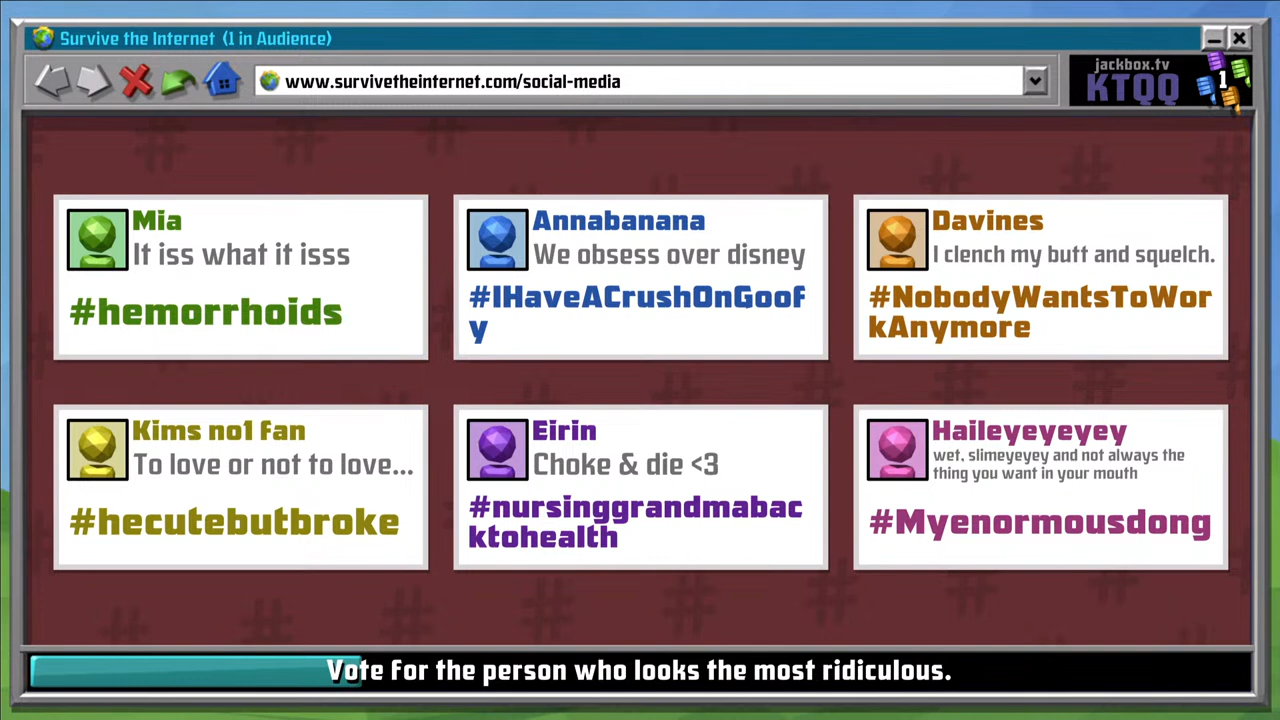 Survive the Internet (1 in Audience)
www.survivetheinternet.com/social-media
jackbox.tv
KTQQ
1
Mia
It iss what it isss
#hemorrhoids
Annabanana
We obsess over disney
#IHaveACrushOnGoof
y
Davines
I clench my butt and squelch.
#NobodyWantsToWor
kAnymore
Kims no1 fan
To love or not to love...
#hecutebutbroke
Eirin
Choke & die <3
#nursinggrandmabac
ktohealth
Haileyeyeyey
wet, slimeyeyey and not always the
thing you want in your mouth
#Myenormousdong
Vote for the person who looks the most ridiculous.